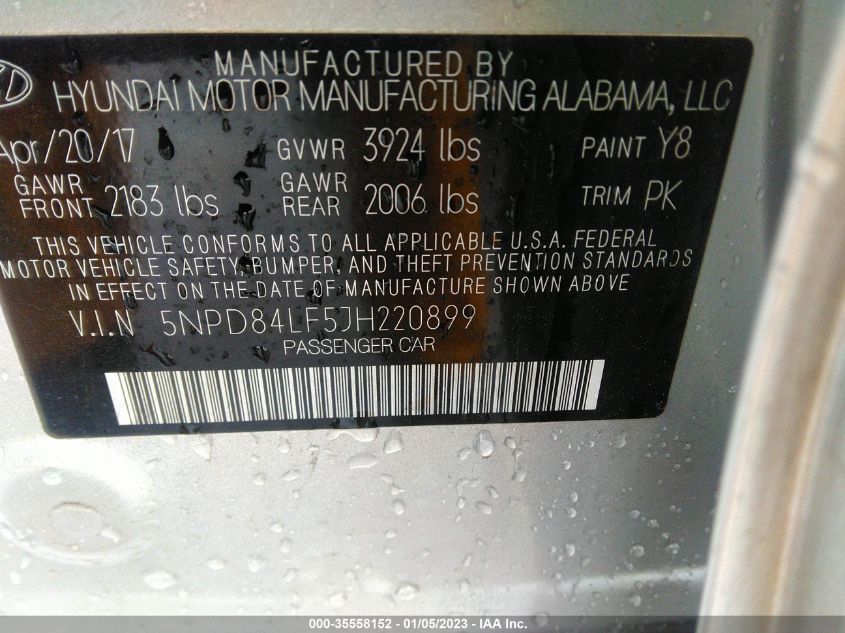 MANUFACTURED BY
HYUNDAI MOTOR MANUFACTURING ALABAMA, LLC
Apr/20/17 GVWR 3924 lbs PAINT Y8
GAWR FRONT 2183 lbs GAWR REAR 2006 lbs TRIM PK
THIS VEHICLE CONFORMS TO ALL APPLICABLE U.S.A. FEDERAL
MOTOR VEHICLE SAFETY, BUMPER, AND THEFT PREVENTION STANDARDS
IN EFFECT ON THE DATE OF MANUFACTURE SHOWN ABOVE
V.I.N 5NPD84LF5JH220899
PASSENGER CAR
000-35558152 — 01/05/2023 — IAA Inc.